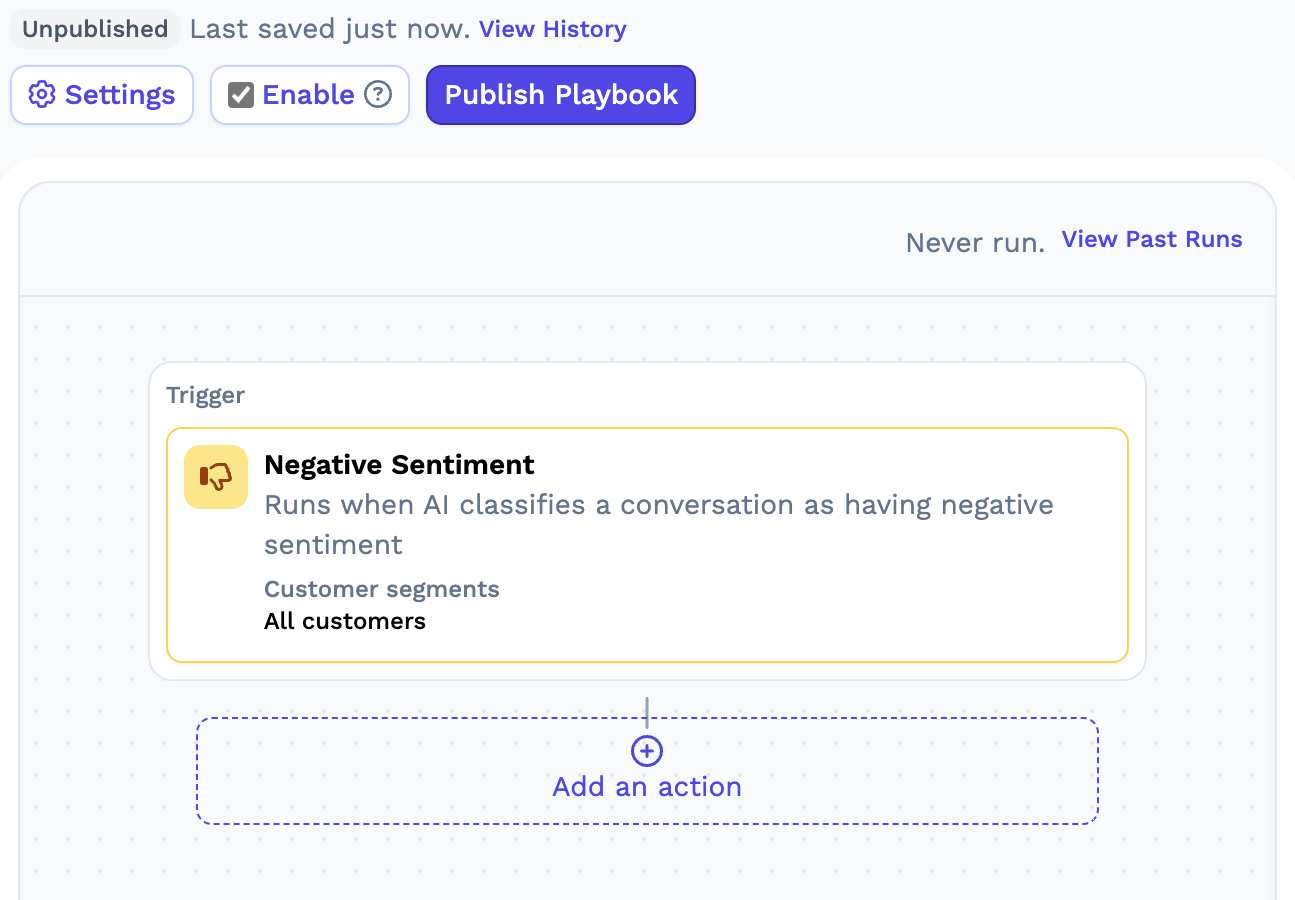 Unpublished Last saved just now. View History
Settings Enable ? Publish Playbook
Never run. View Past Runs
Trigger
Negative Sentiment
Runs when AI classifies a conversation as having negative
sentiment
Customer segments
All customers
Add an action